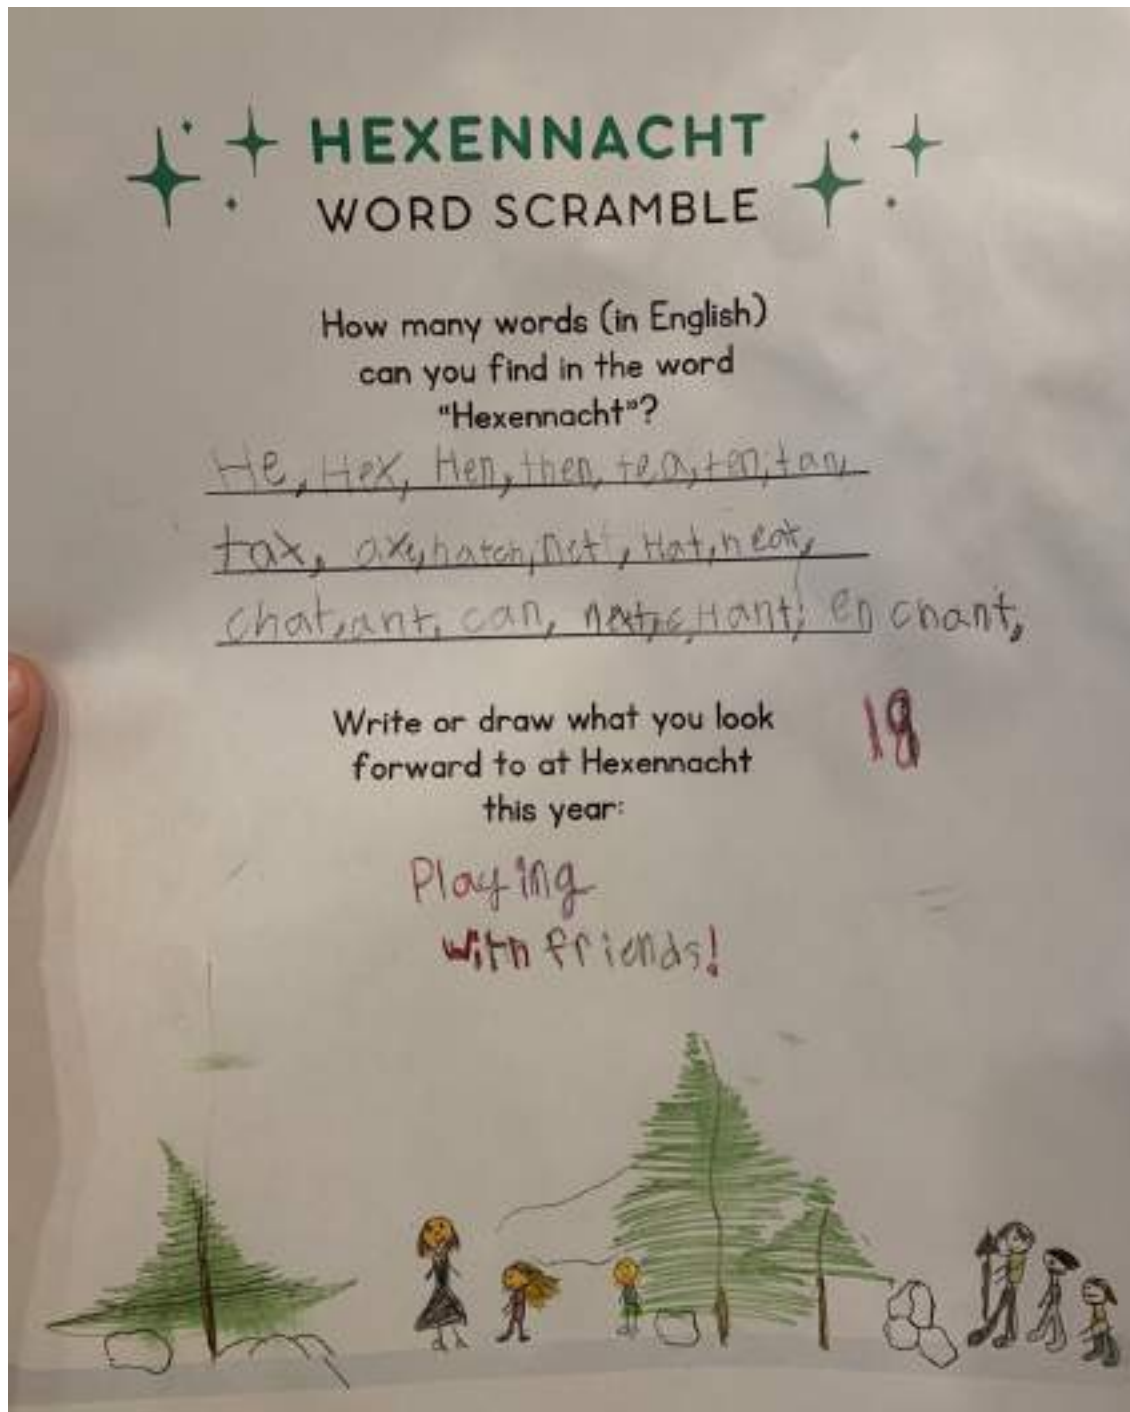 HEXENNACHT
WORD SCRAMBLE
How many words (in English)
can you find in the word
"Hexennacht"?
He, Hex, Hen, then, tea, ten, tan,
tax, axe, hatch, net, Hat, neat,
chat, ant, can, next, cHant, enchant,
Write or draw what you look
forward to at Hexennacht
this year:
18
Playing
with friends!